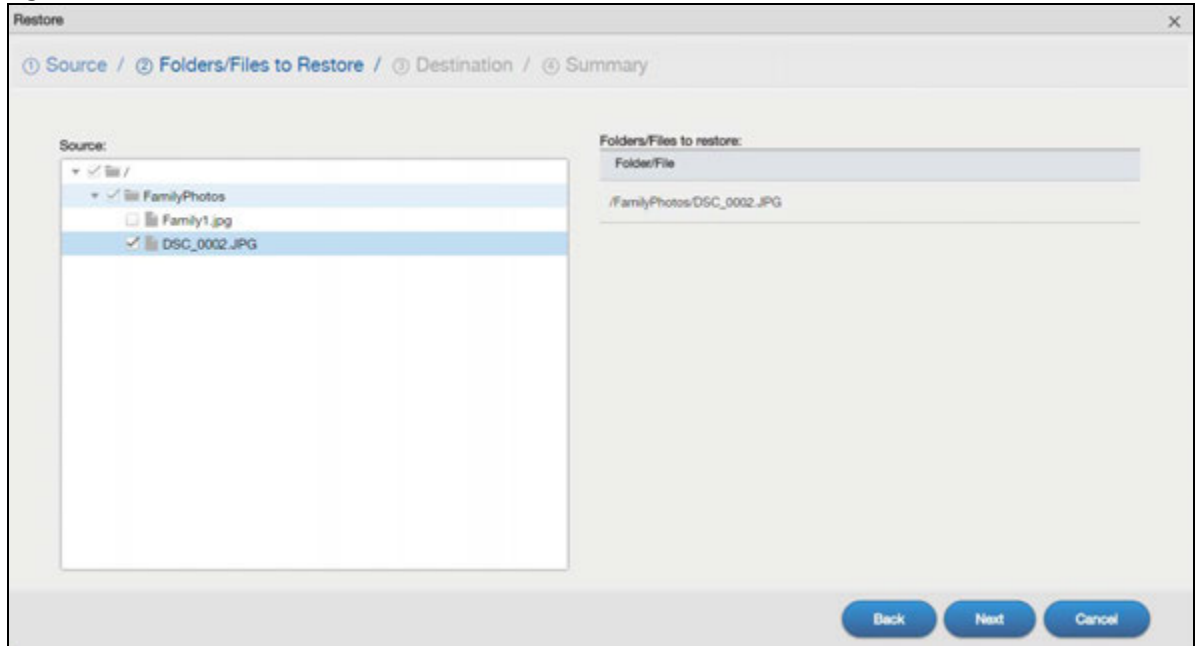 Restore
① Source / ② Folders/Files to Restore / ③ Destination / ④ Summary
Source:
/
FamilyPhotos
Family1.jpg
DSC_0002.JPG
Folders/Files to restore:
Folder/File
/FamilyPhotos/DSC_0002.JPG
Back Next Cancel